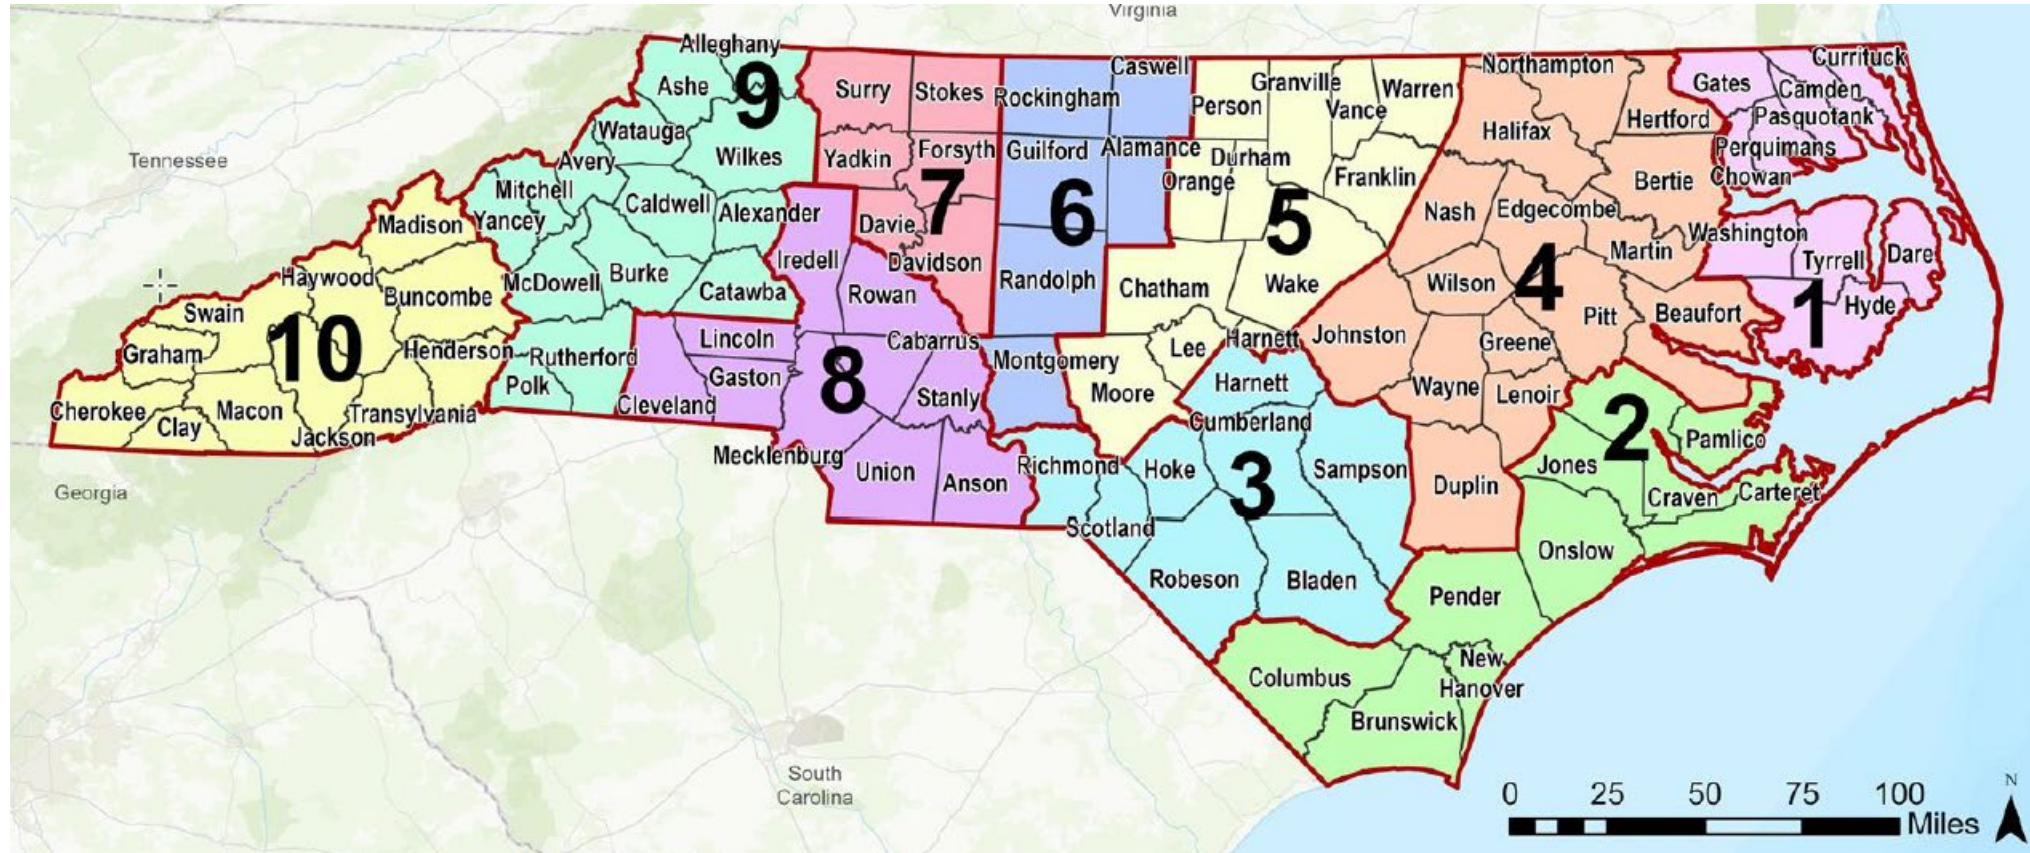 Virginia
Alleghany
Currituck
Northampton
Caswell
9
Ashe
Surry
Stokes
Rockingham
Granville
Warren
Gates
Camden
Person
Vance
Pasquotank
Hertford
Watauga
Halifax
Tennessee
Avery
Wilkes
Yadkin
Forsyth
Guilford
Alamance
Durham
Perquimans
Orange
Franklin
Bertie
Chowan
Mitchell
7
6
5
Yancey
Caldwell
Alexander
Nash
Edgecombe
Madison
Davie
Washington
Martin
Iredell
Davidson
Tyrrell
Dare
Haywood
McDowell
Burke
Catawba
Buncombe
Rowan
Randolph
Chatham
Wake
Wilson
4
Hyde
1
Swain
Pitt
Beaufort
10
Lincoln
Cabarrus
Harnett
Johnston
Greene
Graham
Henderson
Rutherford
Lee
Montgomery
Polk
Gaston
8
Moore
Harnett
Wayne
Lenoir
Cherokee
Macon
Transylvania
Cleveland
Stanly
Clay
Jackson
Cumberland
2
Pamlico
Mecklenburg
Union
Anson
Richmond
Hoke
3
Sampson
Duplin
Jones
Craven
Carteret
Georgia
Scotland
Onslow
Robeson
Bladen
Pender
Columbus
New
Hanover
Brunswick
South
Carolina
0 25 50 75 100
Miles
N